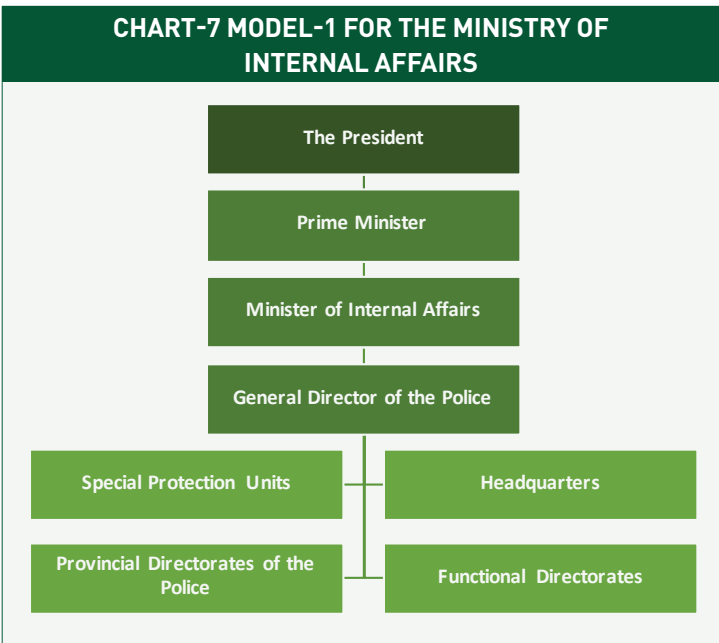 CHART-7 MODEL-1 FOR THE MINISTRY OF
INTERNAL AFFAIRS
The President
Prime Minister
Minister of Internal Affairs
General Director of the Police
Special Protection Units
Headquarters
Provincial Directorates of the
Police
Functional Directorates